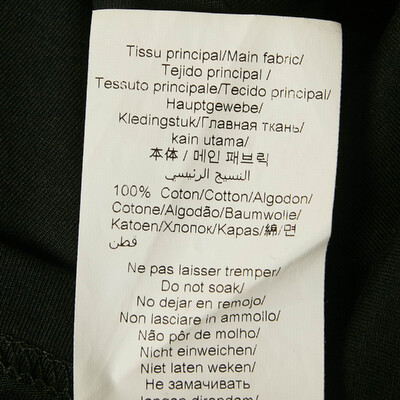 Tissu principal/Main fabric/
Tejido principal /
Tessuto principale/Tecido principal/
Hauptgewebe/
Kledingstuk/Главная ткань/
kain utama/
本体 / 메인 패브릭
النسيج الرئيسي
100% Coton/Cotton/Algodon/
Cotone/Algodão/Baumwolle/
Katoen/Хлопок/Kapas/綿/면
قطن
Ne pas laisser tremper/
Do not soak/
No dejar en remojo/
Non lasciare in ammollo/
Não pôr de molho/
Nicht einweichen/
Niet laten weken/
Не замачивать
jangan direndam/